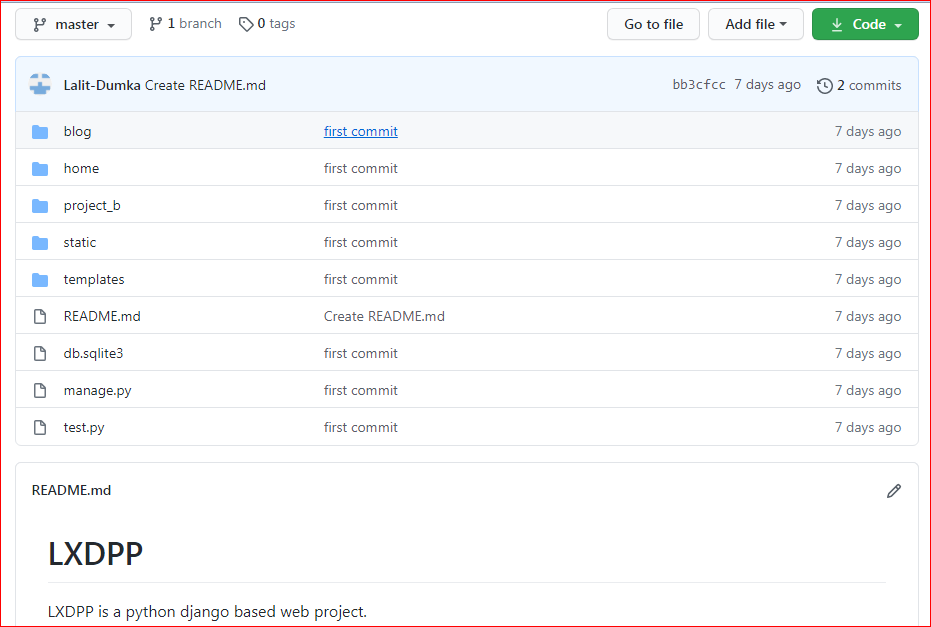 master 1 branch 0 tags Go to file Add file Code
Lalit-Dumka Create README.md bb3cfcc 7 days ago 2 commits
blog first commit 7 days ago
home first commit 7 days ago
project_b first commit 7 days ago
static first commit 7 days ago
templates first commit 7 days ago
README.md Create README.md 7 days ago
db.sqlite3 first commit 7 days ago
manage.py first commit 7 days ago
test.py first commit 7 days ago
README.md
LXDPP
LXDPP is a python django based web project.